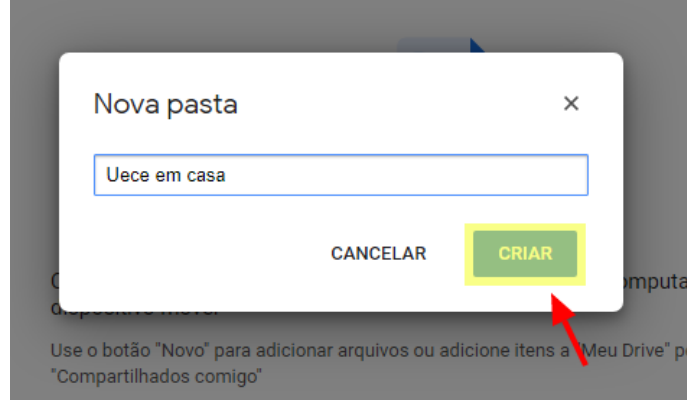 Nova pasta
Uece em casa
CANCELAR
CRIAR
omputa
Use o botão "Novo" para adicionar arquivos ou adicione itens a "Meu Drive" p
"Compartilhados comigo"